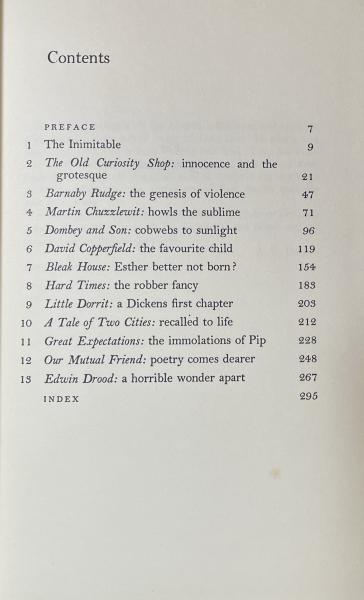 Contents
PREFACE 7
1 The Inimitable 9
2 The Old Curiosity Shop: innocence and the
grotesque 21
3 Barnaby Rudge: the genesis of violence 47
4 Martin Chuzzlewit: howls the sublime 71
5 Dombey and Son: cobwebs to sunlight 96
6 David Copperfield: the favourite child 119
7 Bleak House: Esther better not born? 154
8 Hard Times: the robber fancy 183
9 Little Dorrit: a Dickens first chapter 203
10 A Tale of Two Cities: recalled to life 212
11 Great Expectations: the immolations of Pip 228
12 Our Mutual Friend: poetry comes dearer 248
13 Edwin Drood: a horrible wonder apart 267
INDEX 295